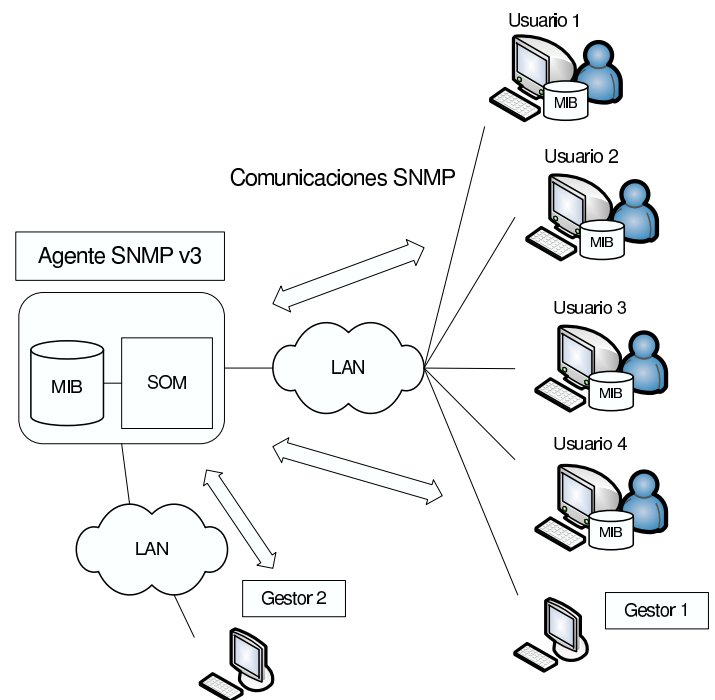 Usuario 1
MIB
Usuario 2
MIB
Comunicaciones SNMP
Agente SNMP v3
MIB
SOM
LAN
Usuario 3
MIB
Usuario 4
MIB
LAN
Gestor 2
Gestor 1